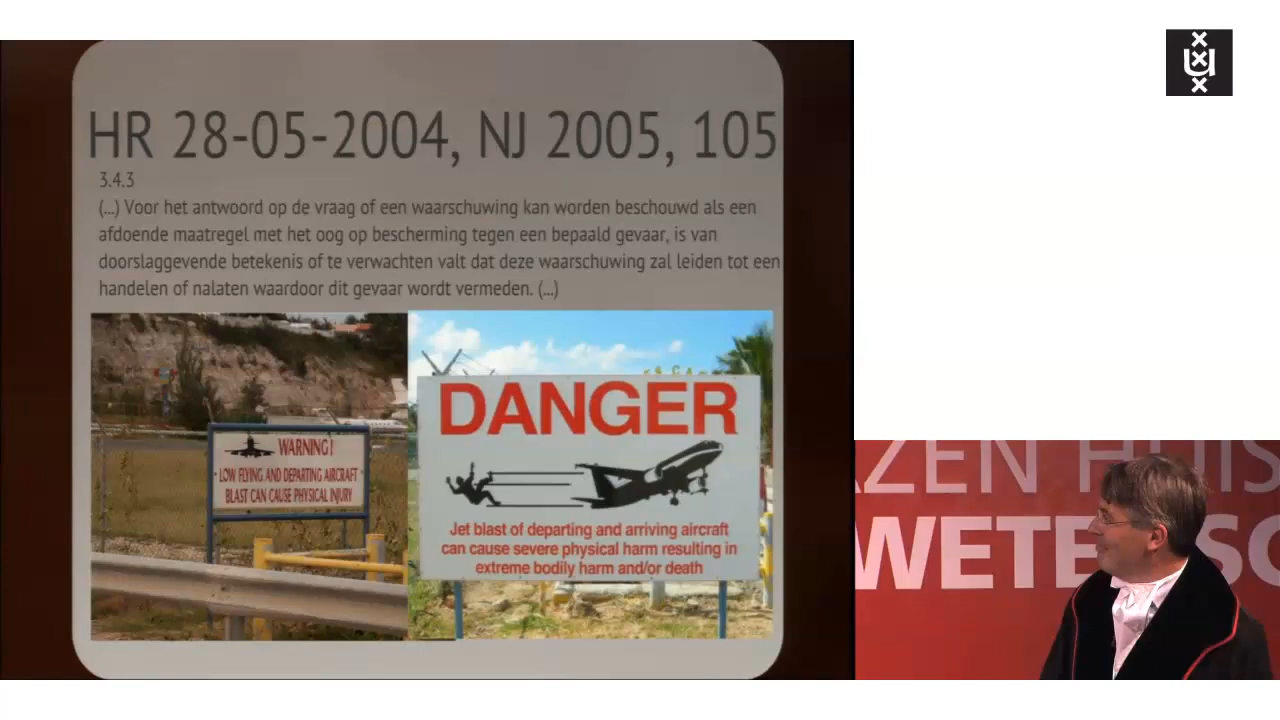 HR 28-05-2004, NJ 2005, 105
3.4.3
(...) Voor het antwoord op de vraag of een waarschuwing kan worden beschouwd als een
afdoende maatregel met het oog op bescherming tegen een bepaald gevaar, is van
doorslaggevende betekenis of te verwachten valt dat deze waarschuwing zal leiden tot een
handelen of nalaten waardoor dit gevaar wordt vermeden. (...)
WARNING!
LOW FLYING AND DEPARTING AIRCRAFT
BLAST CAN CAUSE PHYSICAL INJURY
DANGER
Jet blast of departing and arriving aircraft
can cause severe physical harm resulting in
extreme bodily harm and/or death
AZEN HUIS
WETE SC
U